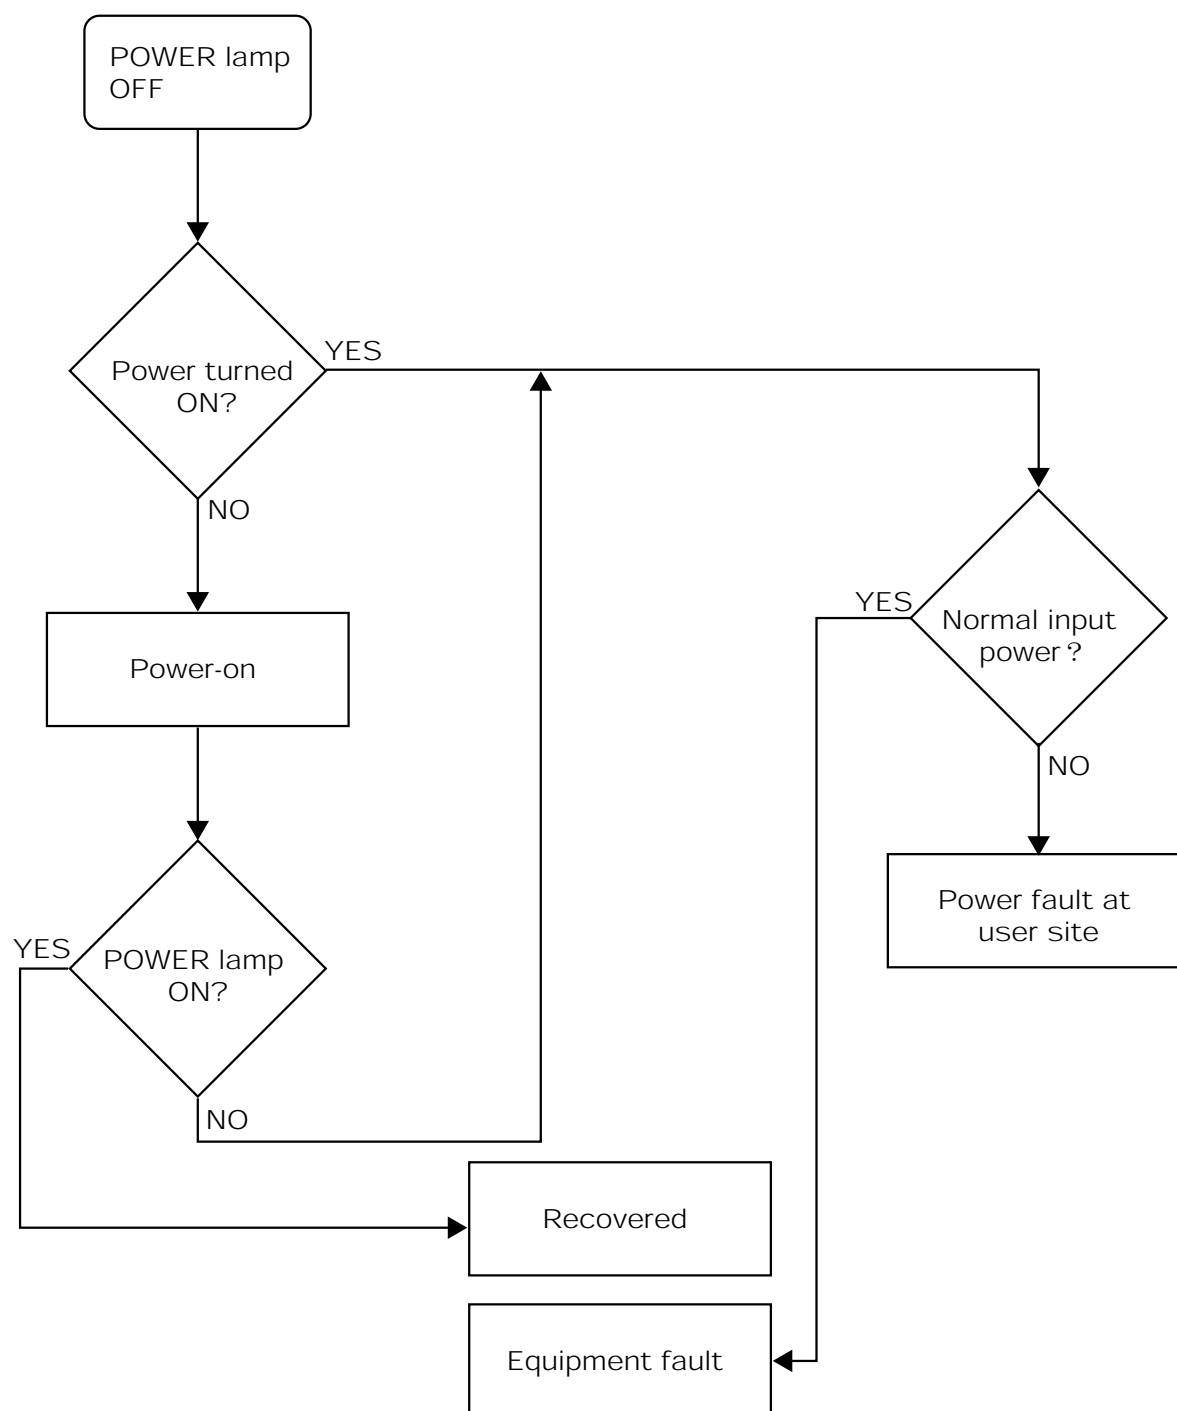 POWER lamp
OFF
YES
Power turned
ON?
NO
YES
Normal input
power?
Power-on
NO
Power fault at
user site
YES
POWER lamp
ON?
NO
Recovered
Equipment fault